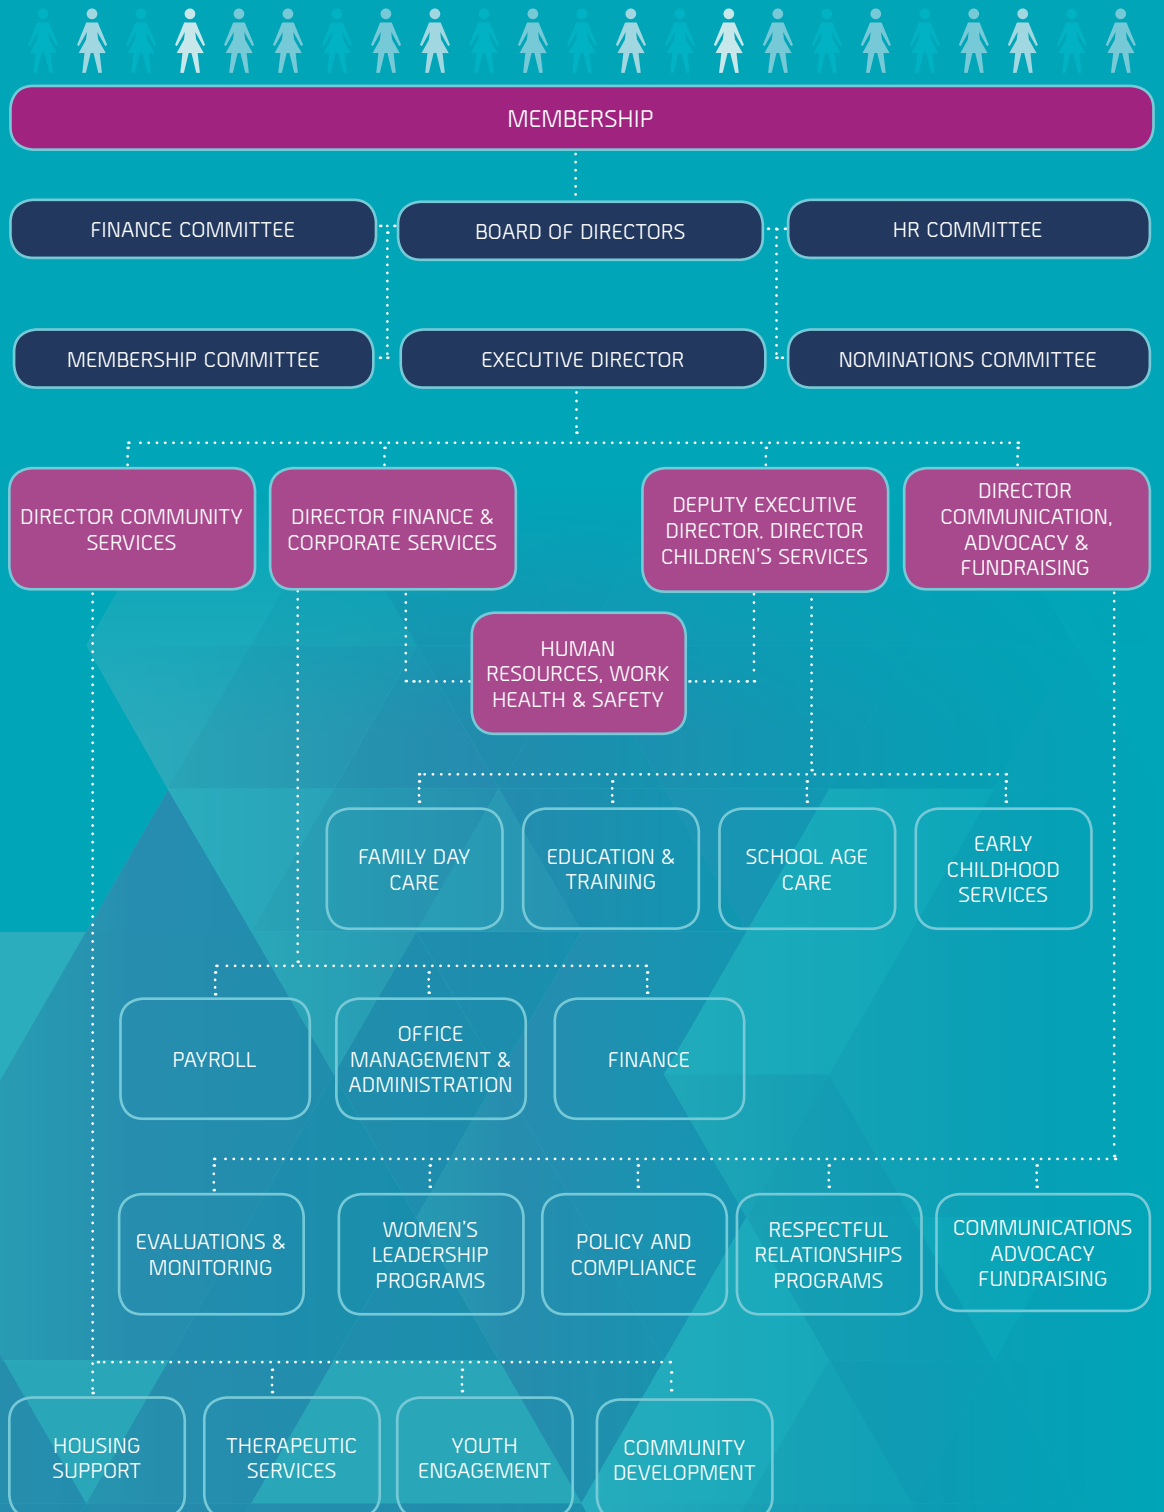 MEMBERSHIP
FINANCE COMMITTEE
BOARD OF DIRECTORS
HR COMMITTEE
MEMBERSHIP COMMITTEE
EXECUTIVE DIRECTOR
NOMINATIONS COMMITTEE
DIRECTOR COMMUNITY
SERVICES
DIRECTOR FINANCE &
CORPORATE SERVICES
DEPUTY EXECUTIVE
DIRECTOR. DIRECTOR
CHILDREN'S SERVICES
DIRECTOR
COMMUNICATION,
ADVOCACY &
FUNDRAISING
HUMAN
RESOURCES, WORK
HEALTH & SAFETY
FAMILY DAY
CARE
EDUCATION &
TRAINING
SCHOOL AGE
CARE
EARLY
CHILDHOOD
SERVICES
PAYROLL
OFFICE
MANAGEMENT &
ADMINISTRATION
FINANCE
EVALUATIONS &
MONITORING
WOMEN'S
LEADERSHIP
PROGRAMS
POLICY AND
COMPLIANCE
RESPECTFUL
RELATIONSHIPS
PROGRAMS
COMMUNICATIONS
ADVOCACY
FUNDRAISING
HOUSING
SUPPORT
THERAPEUTIC
SERVICES
YOUTH
ENGAGEMENT
COMMUNITY
DEVELOPMENT